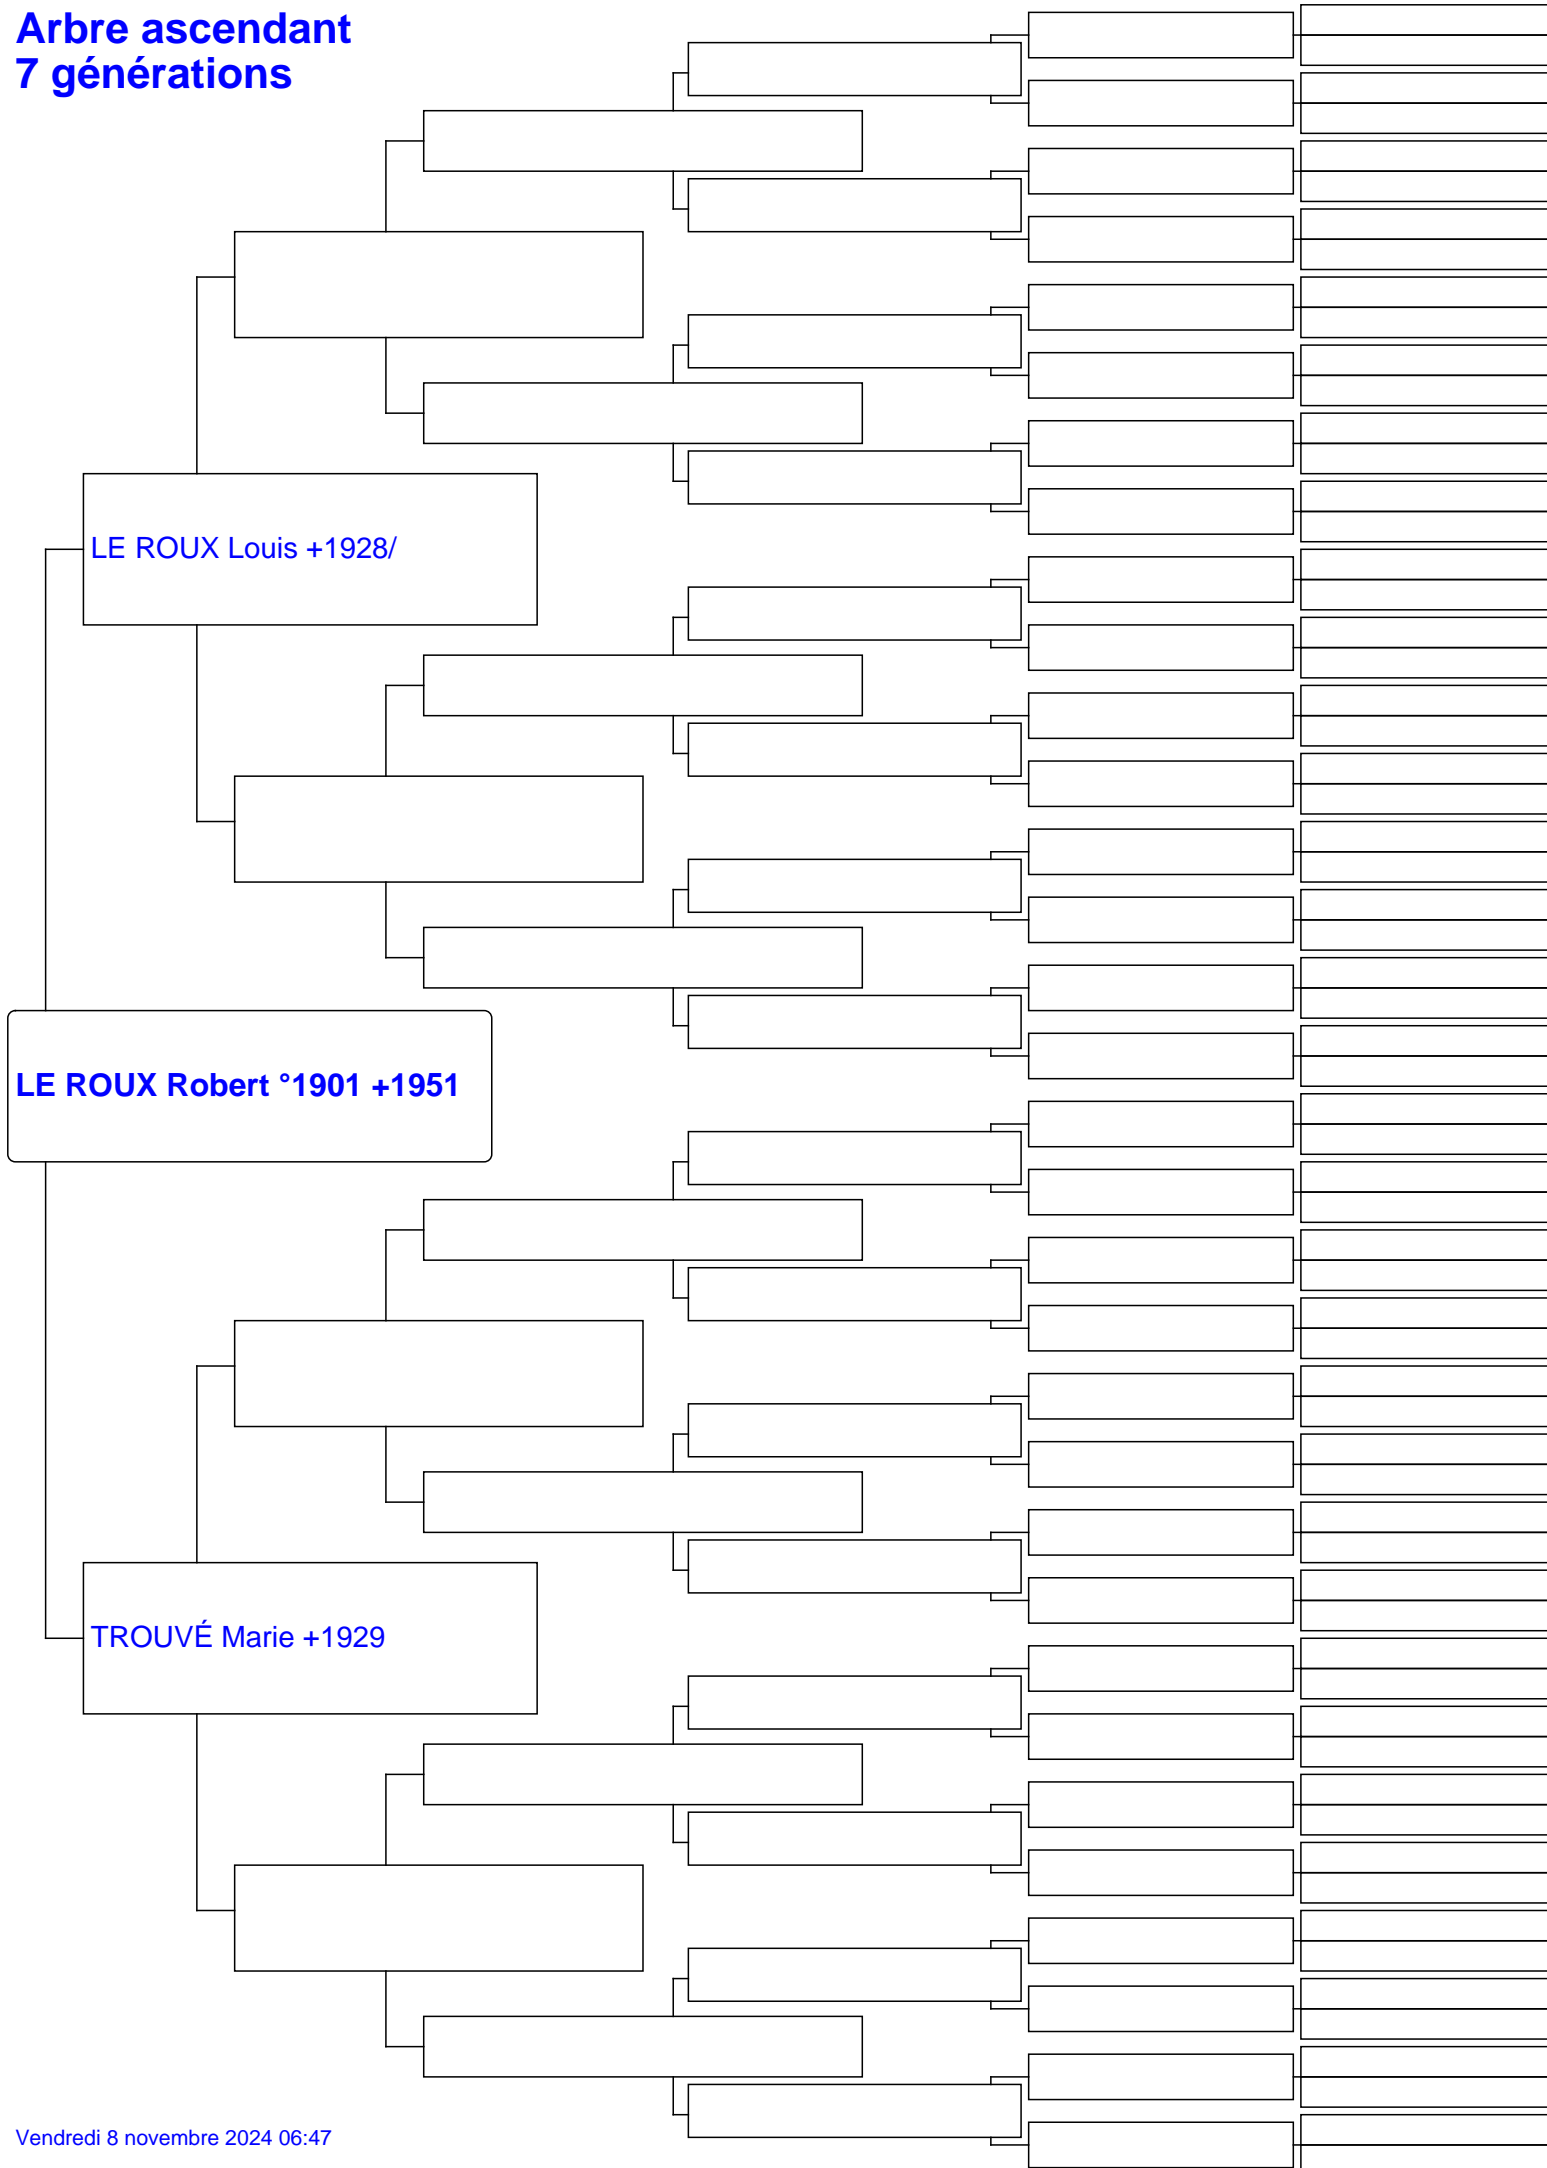 Arbre ascendant
7 générations
LE ROUX Louis +1928/
LE ROUX Robert °1901 +1951
TROUVÉ Marie +1929
Vendredi 8 novembre 2024 06:47